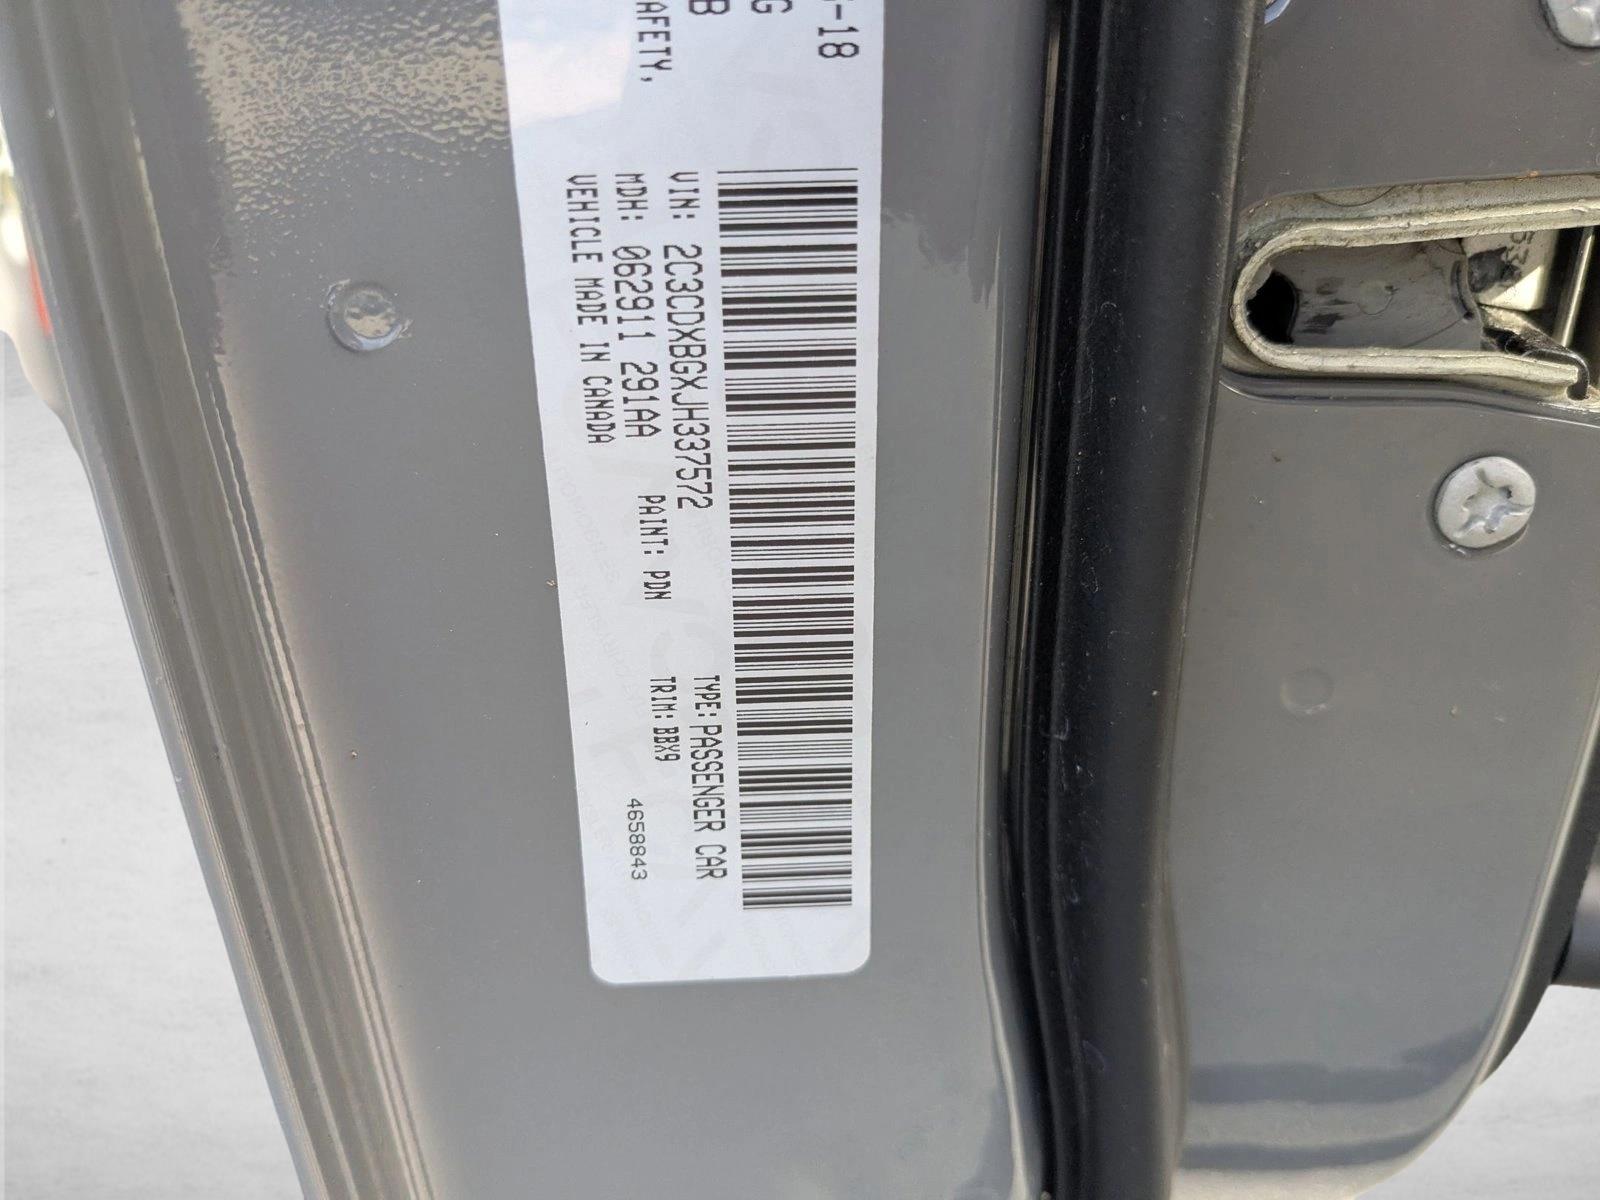 G
B
-18
AFETY,
VIN: 2C3CDXBGXJH337572
TYPE: PASSENGER CAR
MDH: 062911 291AA
PAINT: PDN
TRIM: BBX9
VEHICLE MADE IN CANADA
4658843